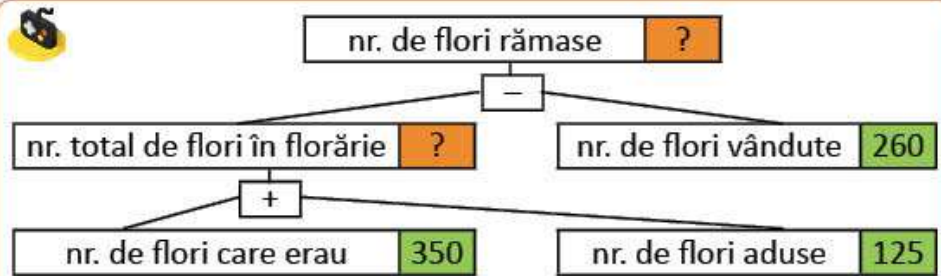 nr. de flori rămase ?
–
nr. total de flori în florărie ? nr. de flori vândute 260
+
nr. de flori care erau 350 nr. de flori aduse 125